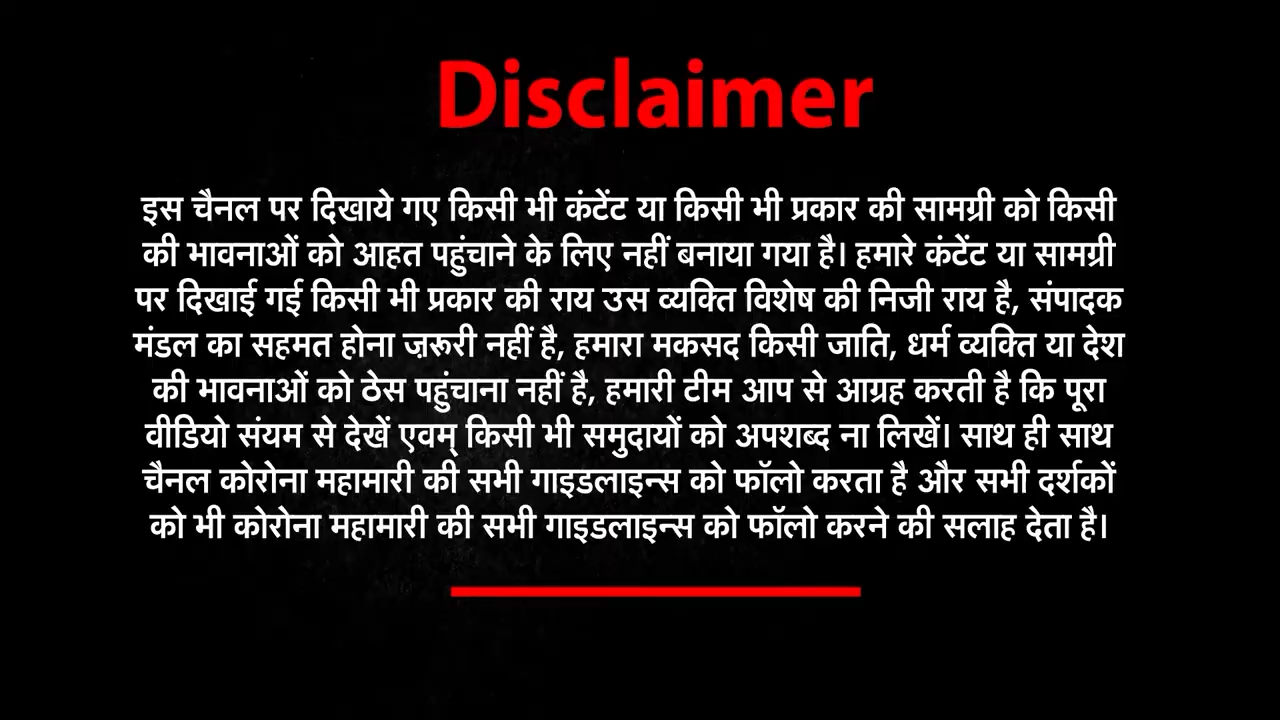 Disclaimer
इस चैनल पर दिखाये गए किसी भी कंटेंट या किसी भी प्रकार की सामग्री को किसी
की भावनाओं को आहत पहुंचाने के लिए नहीं बनाया गया है। हमारे कंटेंट या सामग्री
पर दिखाई गई किसी भी प्रकार की राय उस व्यक्ति विशेष की निजी राय है, संपादक
मंडल का सहमत होना ज़रूरी नहीं है, हमारा मकसद किसी जाति, धर्म व्यक्ति या देश
की भावनाओं को ठेस पहुंचाना नहीं है, हमारी टीम आप से आग्रह करती है कि पूरा
वीडियो संयम से देखें एवम् किसी भी समुदायों को अपशब्द ना लिखें। साथ ही साथ
चैनल कोरोना महामारी की सभी गाइडलाइन्स को फॉलो करता है और सभी दर्शकों
को भी कोरोना महामारी की सभी गाइडलाइन्स को फॉलो करने की सलाह देता है।